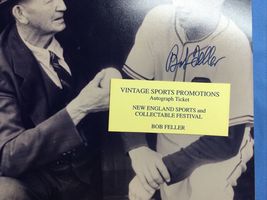 Bob Feller
VINTAGE SPORTS PROMOTIONS
Autograph Ticket
NEW ENGLAND SPORTS and
COLLECTABLE FESTIVAL
BOB FELLER